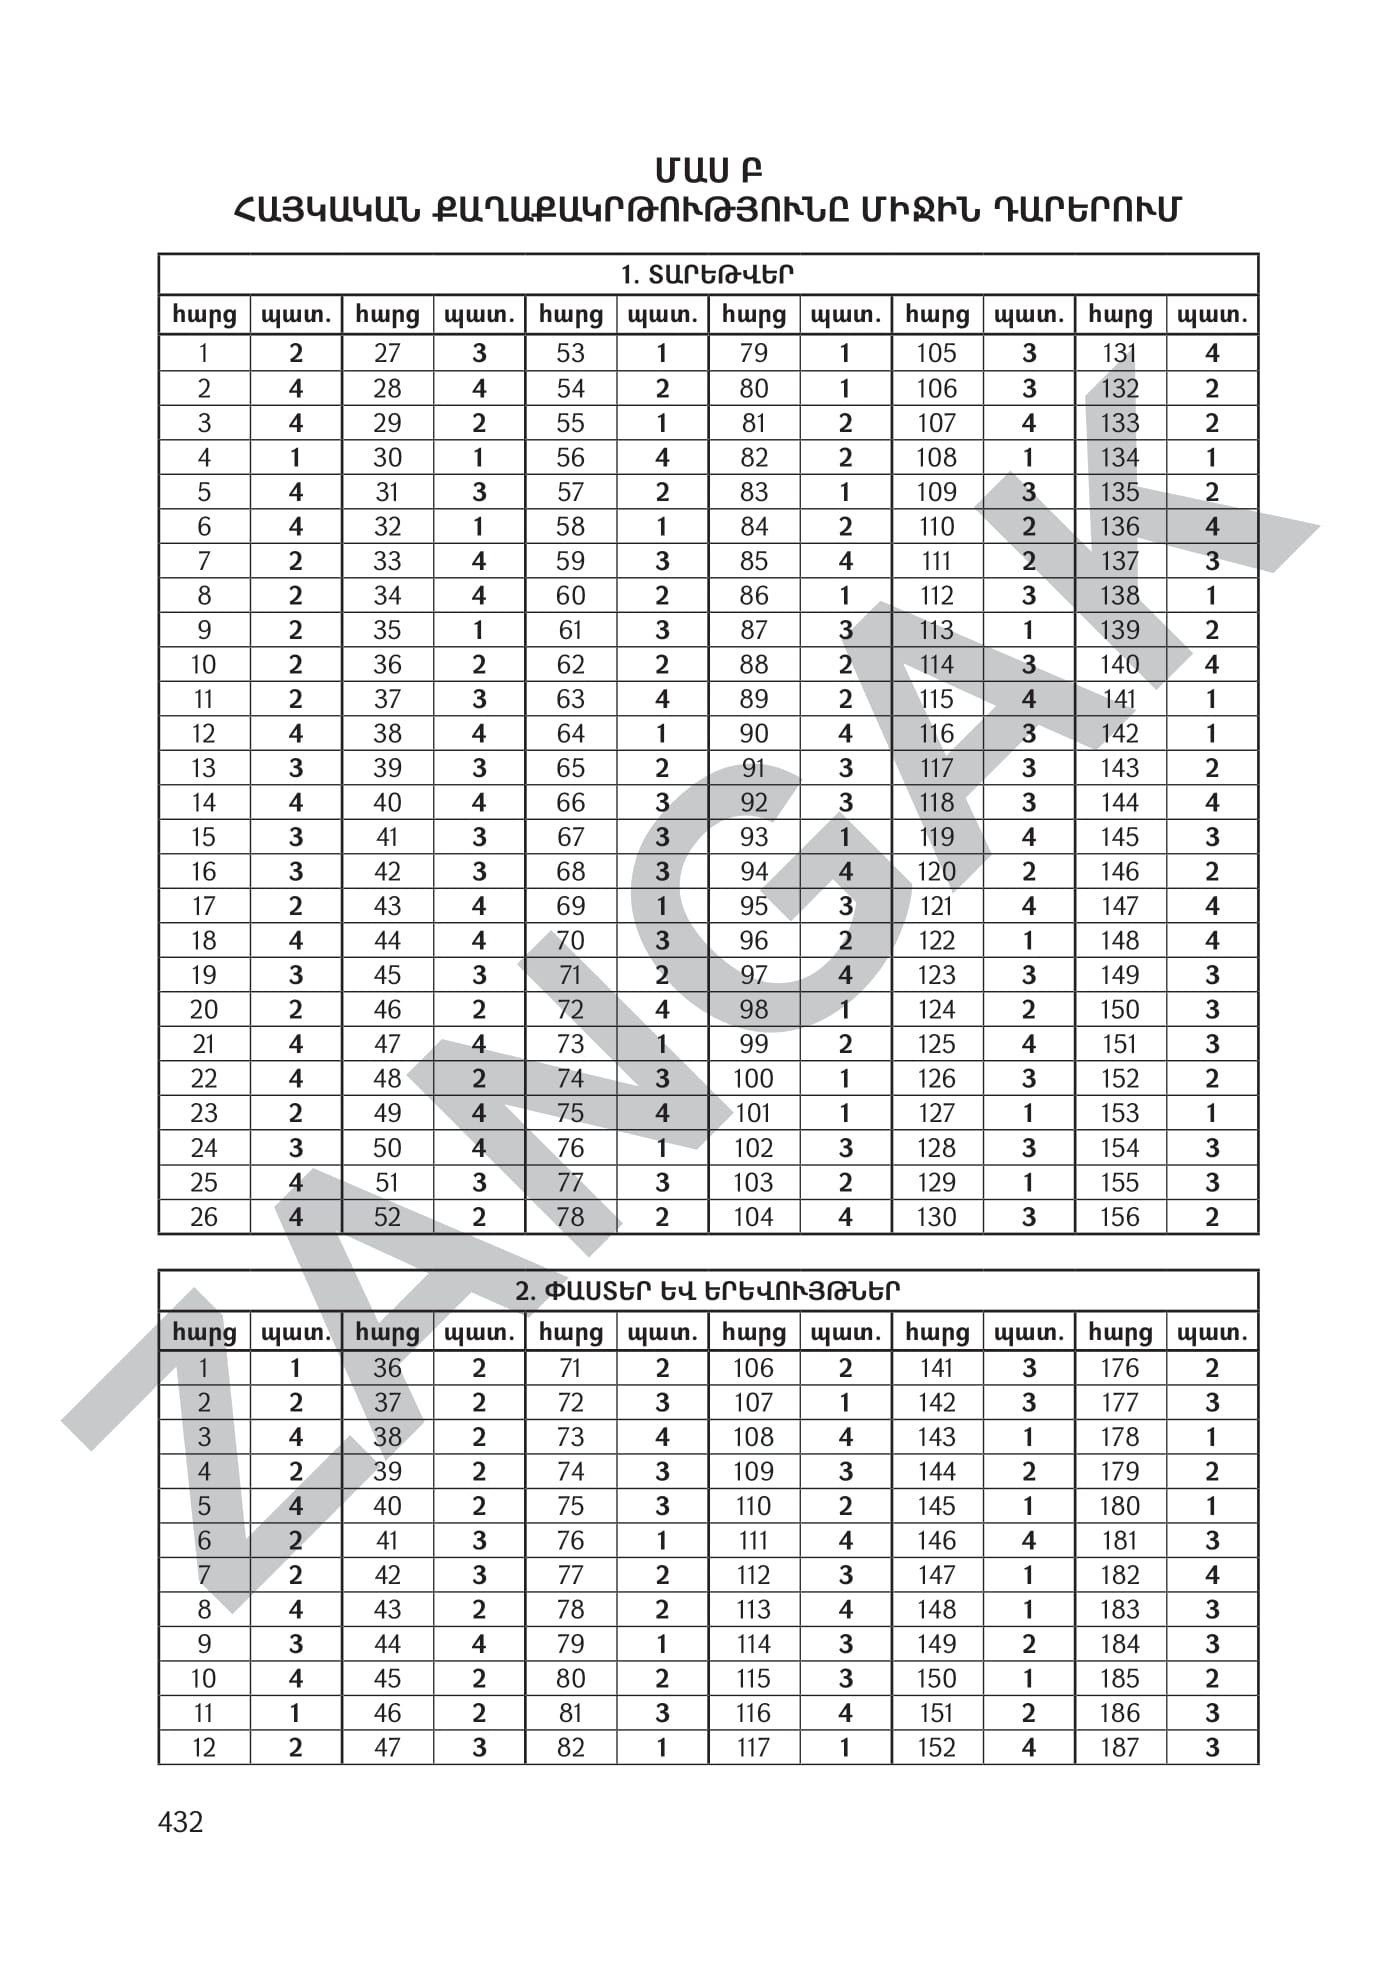 ՄԱՍ Բ
ՀԱՅԿԱԿԱՆ ՔԱՂԱՔԱԿՐԹՈՒԹՅՈՒՆԸ ՄԻՋԻՆ ԴԱՐԵՐՈՒՄ
1. ՏԱՐԵԹՎԵՐ
հարց պատ. հարց պատ. հարց պատ. հարց պատ. հարց պատ. հարց պատ.
1 2 27 3 53 1 79 1 105 3 131 4
2 4 28 4 54 2 80 1 106 3 132 2
3 4 29 2 55 1 81 2 107 4 133 2
4 1 30 1 56 4 82 2 108 1 134 1
5 4 31 3 57 2 83 1 109 3 135 2
6 4 32 1 58 1 84 2 110 2 136 4
7 2 33 4 59 3 85 4 111 2 137 3
8 2 34 4 60 2 86 1 112 3 138 1
9 2 35 1 61 3 87 3 113 1 139 2
10 2 36 2 62 2 88 2 114 3 140 4
11 2 37 3 63 4 89 2 115 4 141 1
12 4 38 4 64 1 90 4 116 3 142 1
13 3 39 3 65 2 91 3 117 3 143 2
14 4 40 4 66 3 92 3 118 3 144 4
15 3 41 3 67 3 93 1 119 4 145 3
16 3 42 3 68 3 94 4 120 2 146 2
17 2 43 4 69 1 95 3 121 4 147 4
18 4 44 4 70 3 96 2 122 1 148 4
19 3 45 3 71 2 97 4 123 3 149 3
20 2 46 2 72 4 98 1 124 2 150 3
21 4 47 4 73 1 99 2 125 4 151 3
22 4 48 2 74 3 100 1 126 3 152 2
23 2 49 4 75 4 101 1 127 1 153 1
24 3 50 4 76 1 102 3 128 3 154 3
25 4 51 3 77 3 103 2 129 1 155 3
26 4 52 2 78 2 104 4 130 3 156 2
2. ՓԱՍՏԵՐ ԵՎ ԵՐԵՎՈՒՅԹՆԵՐ
հարց պատ. հարց պատ. հարց պատ. հարց պատ. հարց պատ. հարց պատ.
1 1 36 2 71 2 106 2 141 3 176 2
2 2 37 2 72 3 107 1 142 3 177 3
3 4 38 2 73 4 108 4 143 1 178 1
4 2 39 2 74 3 109 3 144 2 179 2
5 4 40 2 75 3 110 2 145 1 180 1
6 2 41 3 76 1 111 4 146 4 181 3
7 2 42 3 77 2 112 3 147 1 182 4
8 4 43 2 78 2 113 4 148 1 183 3
9 3 44 4 79 1 114 3 149 2 184 3
10 4 45 2 80 2 115 3 150 1 185 2
11 1 46 2 81 3 116 4 151 2 186 3
12 2 47 3 82 1 117 1 152 4 187 3
432
ZANGAK